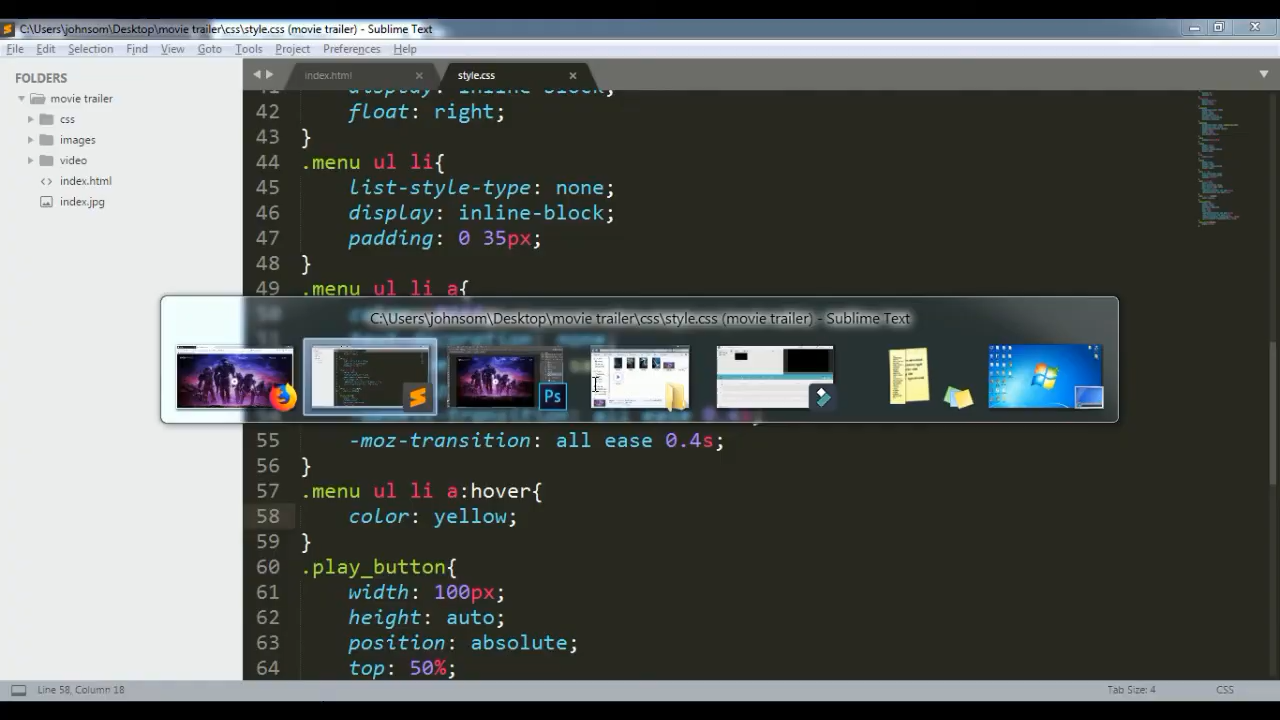 C:\Users\johnsom\Desktop\movie trailer\css\style.css (movie trailer) - Sublime Text
File Edit Selection Find View Goto Tools Project Preferences Help
FOLDERS
movie trailer
css
images
video
index.html
index.jpg
index.html
style.css
42 float: right;
43 }
44 .menu ul li{
45 list-style-type: none;
46 display: inline-block;
47 padding: 0 35px;
48 }
49 .menu ul li a{
C:\Users\johnsom\Desktop\movie trailer\css\style.css (movie trailer) - Sublime Text
Ps
55 -moz-transition: all ease 0.4s;
56 }
57 .menu ul li a:hover{
58 color: yellow;
59 }
60 .play_button{
61 width: 100px;
62 height: auto;
63 position: absolute;
64 top: 50%;
Line 58, Column 18
Tab Size: 4
CSS